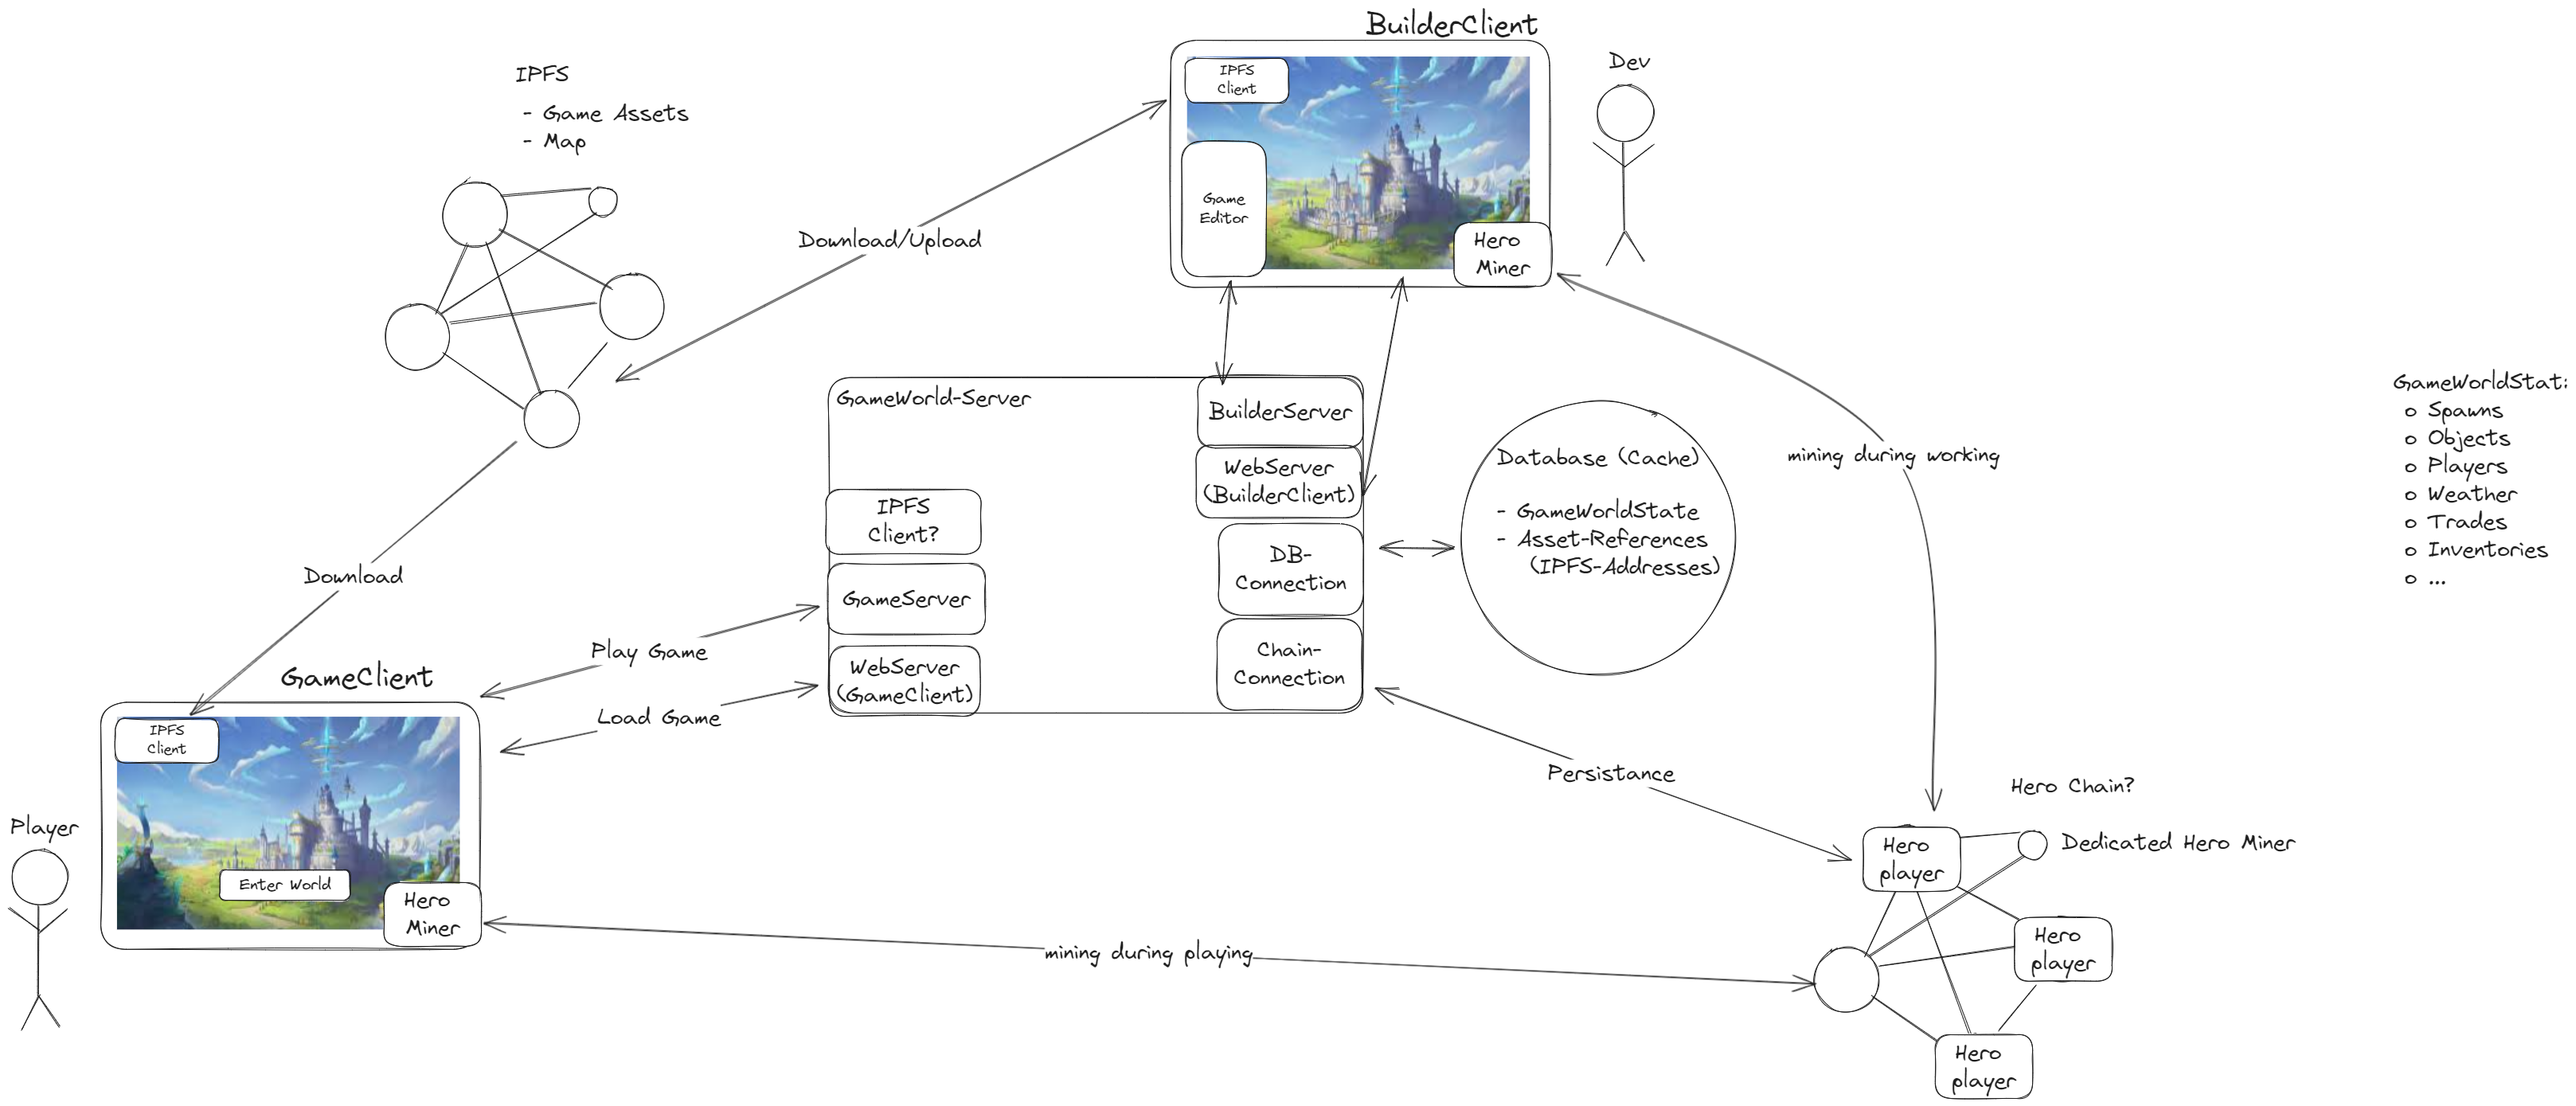 BuilderClient
IPFS
Client
Game
Editor
Hero
Miner
Dev
IPFS
- Game Assets
- Map
Download/Upload
GameWorld-Server
BuilderServer
WebServer
(BuilderClient)
IPFS
Client?
DB-
Connection
GameServer
Chain-
Connection
WebServer
(GameClient)
Database (Cache)
- GameWorldState
- Asset-References
(IPFS-Addresses)
mining during working
GameWorldStat:
o Spawns
o Objects
o Players
o Weather
o Trades
o Inventories
o ...
Download
Play Game
Load Game
GameClient
IPFS
Client
Enter World
Hero
Miner
Player
mining during playing
Persistance
Hero Chain?
Dedicated Hero Miner
Hero
player
Hero
player
Hero
player